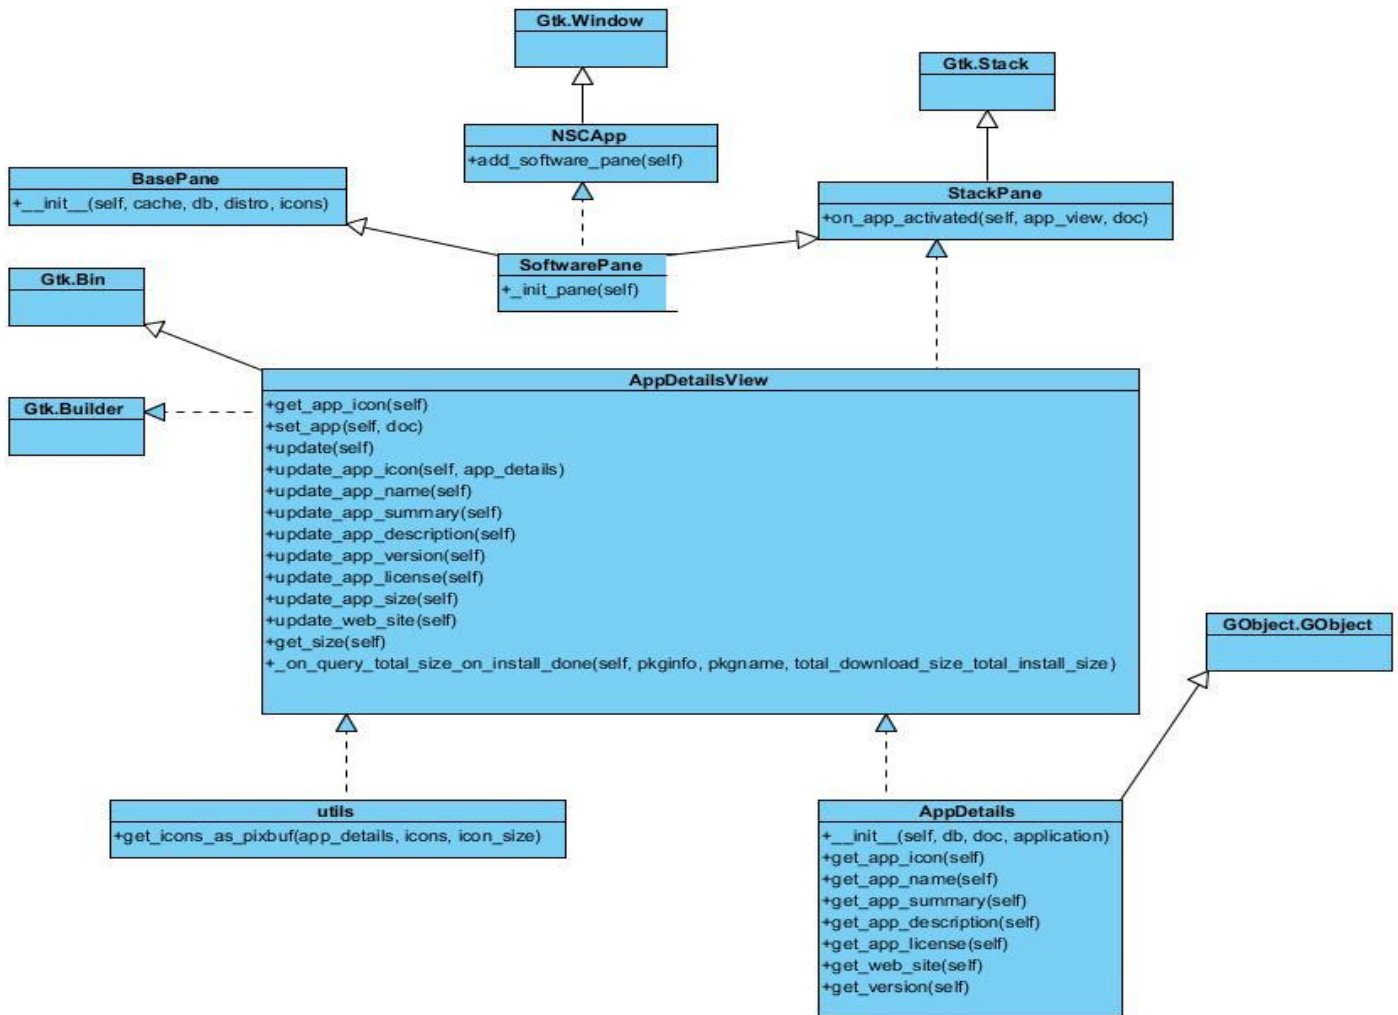 Gtk.Window
Gtk.Stack
NSCApp
+add_software_pane(self)
BasePane
+__init__(self, cache, db, distro, icons)
StackPane
+on_app_activated(self, app_view, doc)
SoftwarePane
+_init_pane(self)
Gtk.Bin
AppDetailsView
+get_app_icon(self)
+set_app(self, doc)
+update(self)
+update_app_icon(self, app_details)
+update_app_name(self)
+update_app_summary(self)
+update_app_description(self)
+update_app_version(self)
+update_app_license(self)
+update_app_size(self)
+update_web_site(self)
+get_size(self)
+_on_query_total_size_on_install_done(self, pkginfo, pkgname, total_download_size_total_install_size)
Gtk.Builder
GObject.GObject
utils
+get_icons_as_pixbuf(app_details, icons, icon_size)
AppDetails
+__init__(self, db, doc, application)
+get_app_icon(self)
+get_app_name(self)
+get_app_summary(self)
+get_app_description(self)
+get_app_license(self)
+get_web_site(self)
+get_version(self)